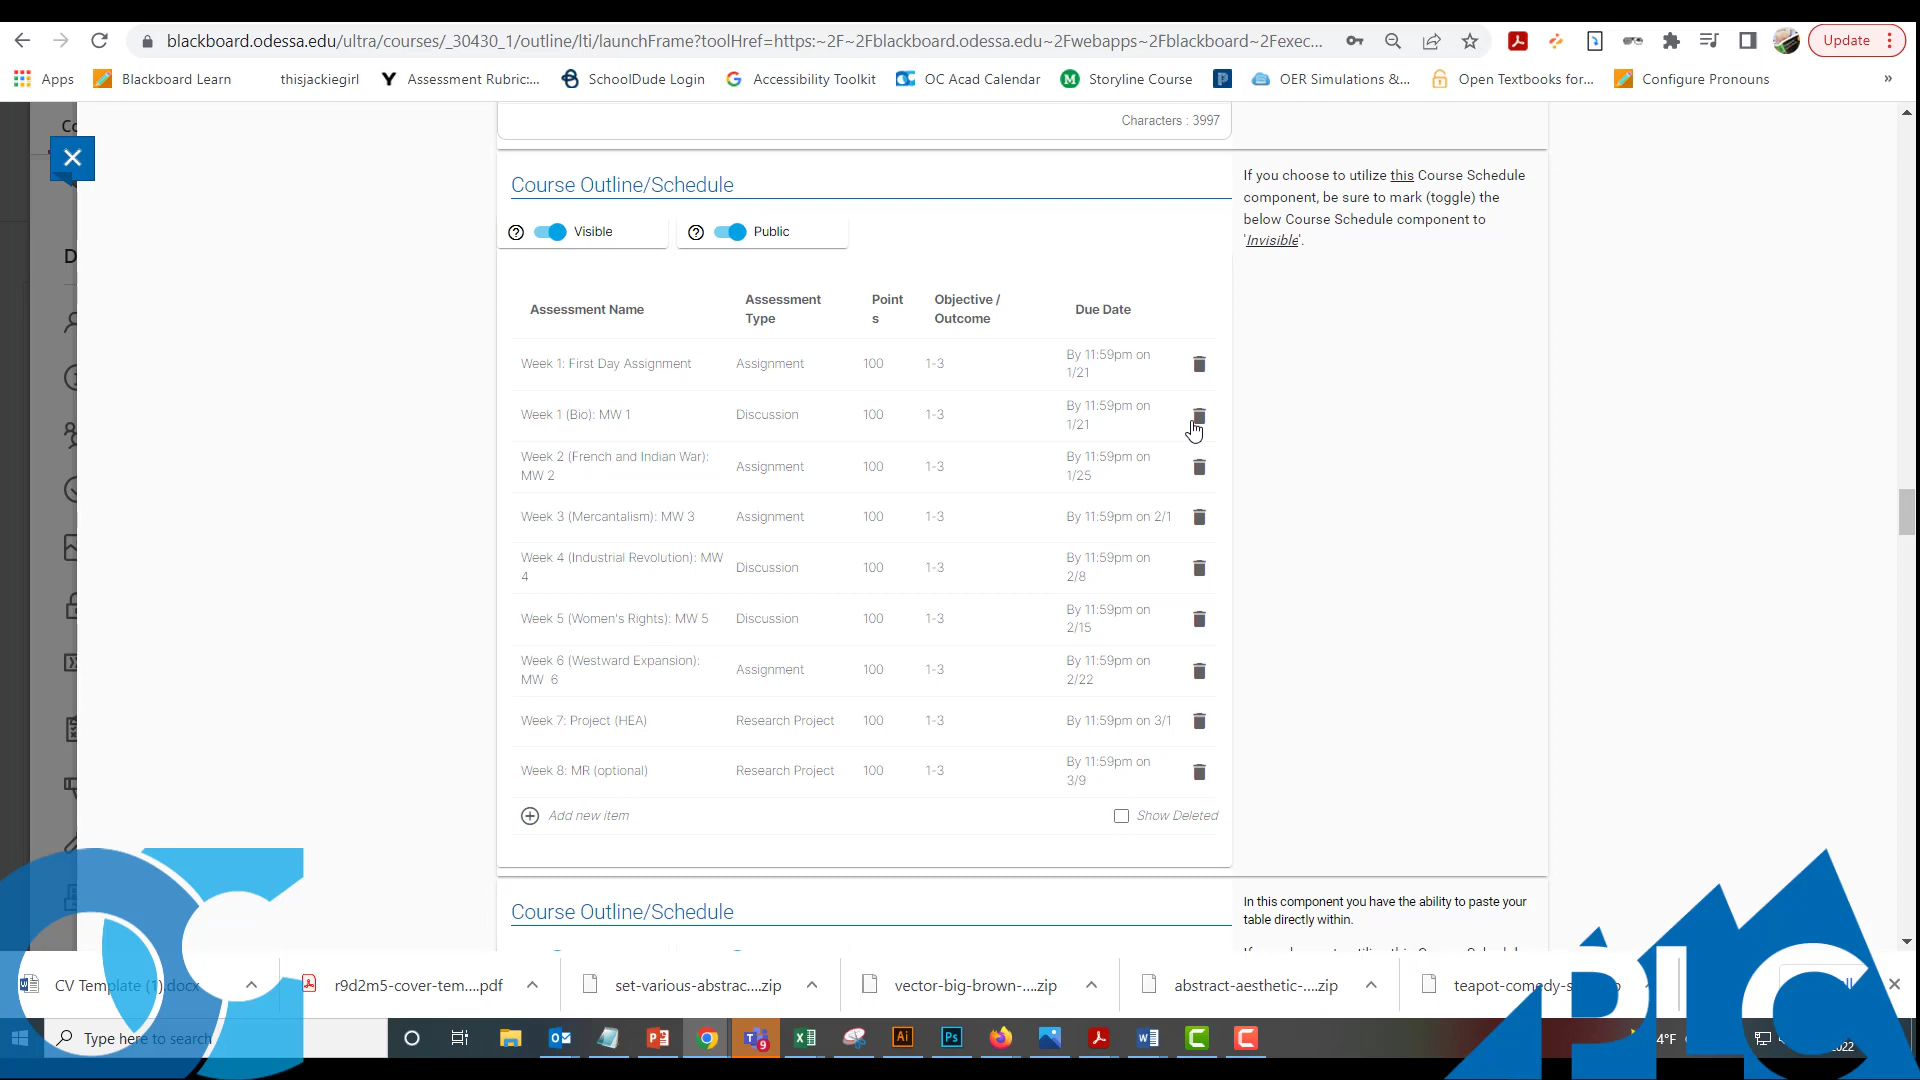 blackboard.odessa.edu/ultra/courses/_30430_1/outline/lti/launchFrame?toolHref=https:~2F~2Fblackboard.odessa.edu~2Fwebapps~2Fblackboard~2Fexec... Update
Apps Blackboard Learn thisjackiegirl Y Assessment Rubric:... SchoolDude Login Accessibility Toolkit OC Acad Calendar M Storyline Course OER Simulations &... Open Textbooks for... Configure Pronouns »
Co
Characters : 3997
Course Outline/Schedule
Visible
Public
If you choose to utilize this Course Schedule
component, be sure to mark (toggle) the
below Course Schedule component to
'Invisible'.
D
Assessment Name Assessment Type Points Objective / Outcome Due Date
Week 1: First Day Assignment Assignment 100 1-3 By 11:59pm on 1/21
Week 1 (Bio): MW 1 Discussion 100 1-3 By 11:59pm on 1/21
Week 2 (French and Indian War): MW 2 Assignment 100 1-3 By 11:59pm on 1/25
Week 3 (Mercantalism): MW 3 Assignment 100 1-3 By 11:59pm on 2/1
Week 4 (Industrial Revolution): MW 4 Discussion 100 1-3 By 11:59pm on 2/8
Week 5 (Women's Rights): MW 5 Discussion 100 1-3 By 11:59pm on 2/15
Week 6 (Westward Expansion): MW 6 Assignment 100 1-3 By 11:59pm on 2/22
Week 7: Project (HEA) Research Project 100 1-3 By 11:59pm on 3/1
Week 8: MR (optional) Research Project 100 1-3 By 11:59pm on 3/9
Add new item
Show Deleted
Course Outline/Schedule
In this component you have the ability to paste your
table directly within.
CV Template (1).docx r9d2m5-cover-tem....pdf set-various-abstrac....zip vector-big-brown-....zip abstract-aesthetic-....zip teapot-comedy-s
Type here to search
9
Ai
Ps
4°F
2022
OC
PLC